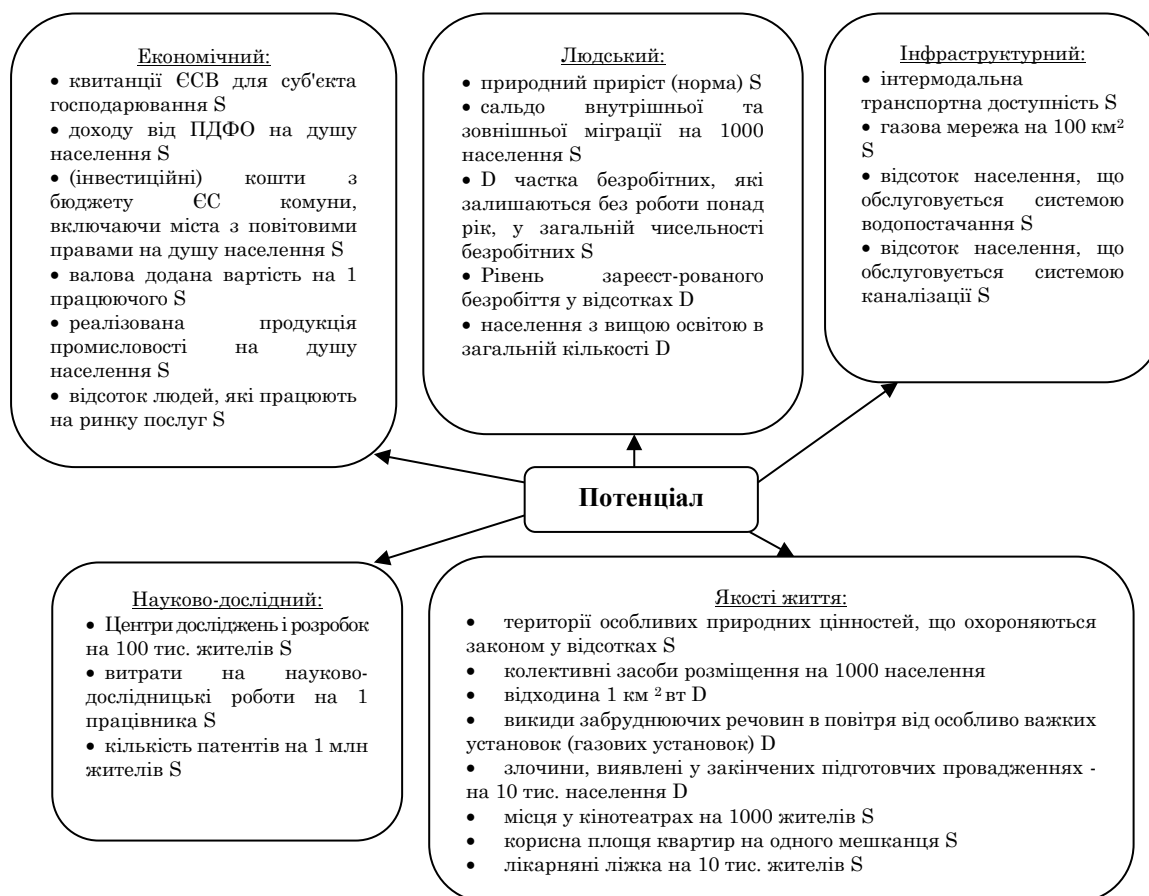 Економічний:
• квитанції ЄСВ для суб'єкта
господарювання S
• доходу від ПДФО на душу
населення S
• (інвестиційні) кошти з
бюджету ЄС комуни,
включаючи міста з повітовими
правами на душу населення S
• валова додана вартість на 1
працюючого S
• реалізована продукція
промисловості на душу
населення S
• відсоток людей, які працюють
на ринку послуг S
Людський:
• природний приріст (норма) S
• сальдо внутрішньої та
зовнішньої міграції на 1000
населення S
• D частка безробітних, які
залишаються без роботи понад
рік, у загальній чисельності
безробітних S
• Рівень зареєст-рованого
безробіття у відсотках D
• населення з вищою освітою в
загальній кількості D
Інфраструктурний:
• інтермодальна
транспортна доступність S
• газова мережа на 100 км²
S
• відсоток населення, що
обслуговується системою
водопостачання S
• відсоток населення, що
обслуговується системою
каналізації S
Потенціал
Науково-дослідний:
• Центри досліджень і розробок
на 100 тис. жителів S
• витрати на науково-
дослідницькі роботи на 1
працівника S
• кількість патентів на 1 млн
жителів S
Якості життя:
• території особливих природних цінностей, що охороняються
законом у відсотках S
• колективні засоби розміщення на 1000 населення
• відходина 1 км ² вт D
• викиди забруднюючих речовин в повітря від особливо важких
установок (газових установок) D
• злочини, виявлені у закінчених підготовчих провадженнях -
на 10 тис. населення D
• місця у кінотеатрах на 1000 жителів S
• корисна площа квартир на одного мешканця S
• лікарняні ліжка на 10 тис. жителів S